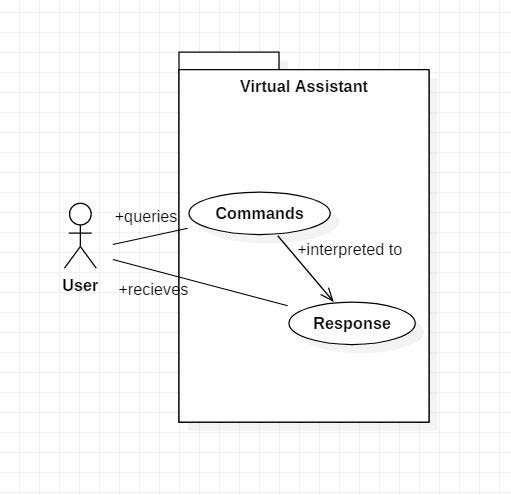 Virtual Assistant
+queries
Commands
+interpreted to
User
+recieves
Response